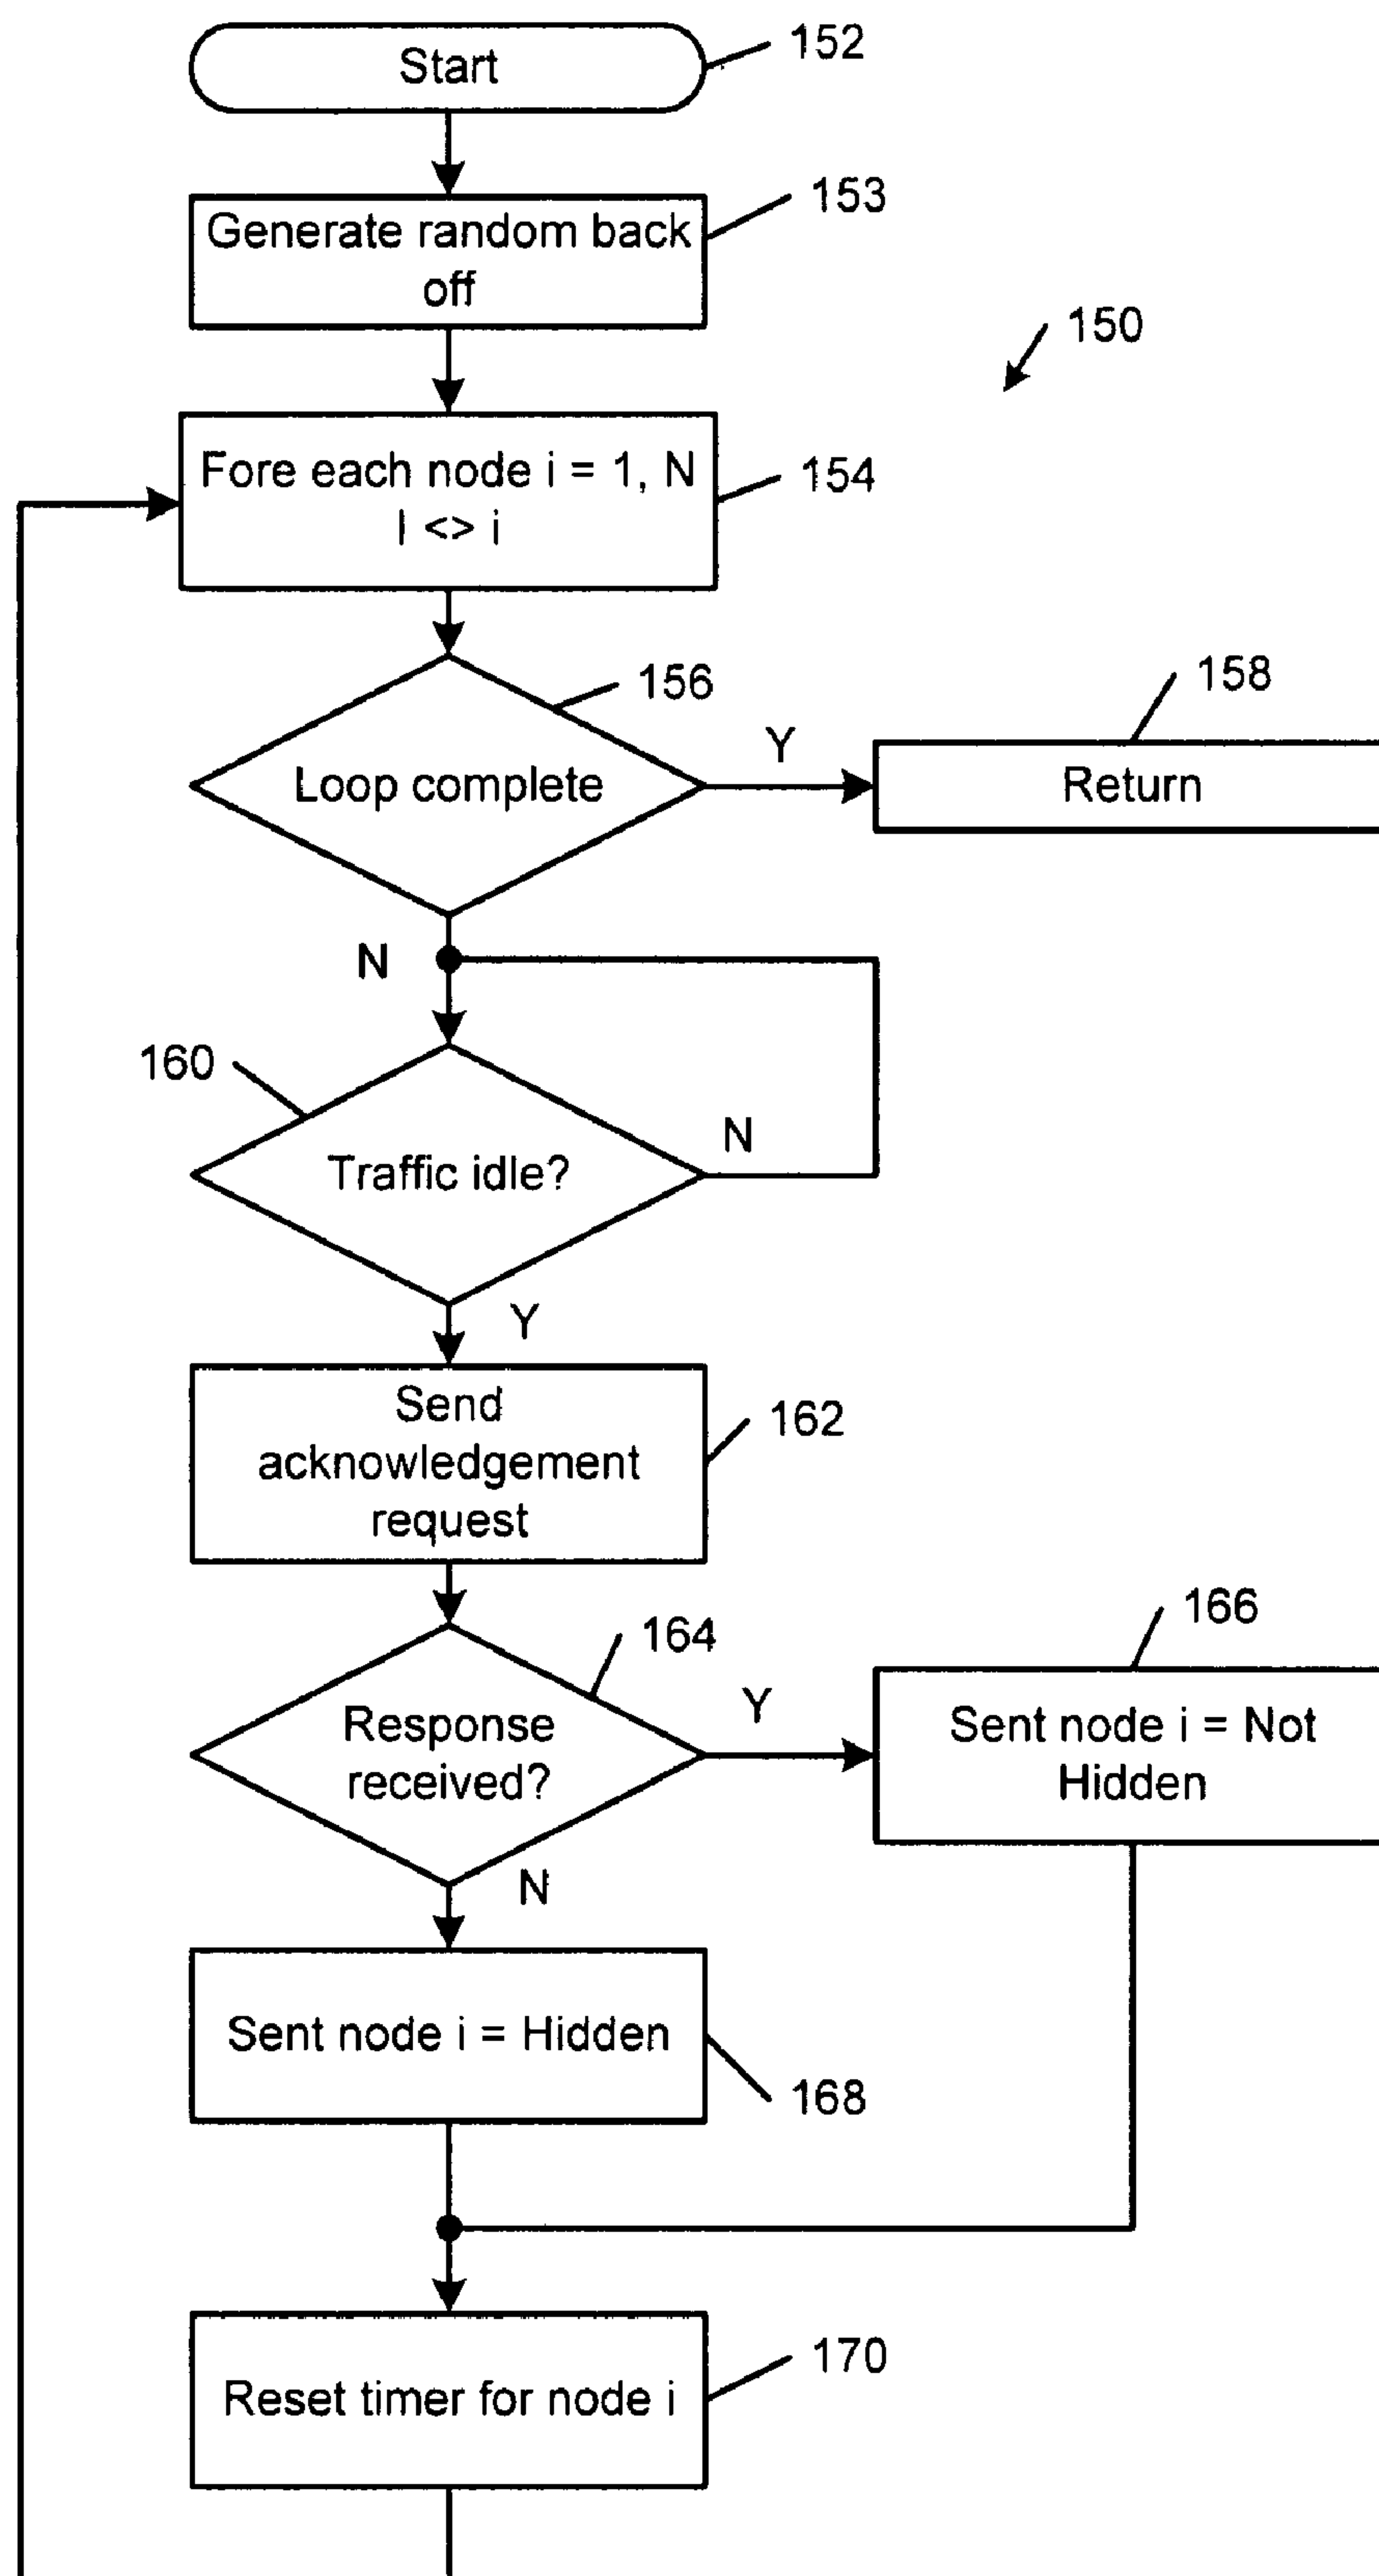 Start
152
Generate random back
off
153
150
Fore each node i = 1, N
I <> i
154
156
Loop complete
Y
158
Return
N
160
Traffic idle?
N
Y
Send
acknowledgement
request
162
164
Response
received?
Y
166
Sent node i = Not
Hidden
N
Sent node i = Hidden
168
Reset timer for node i
170